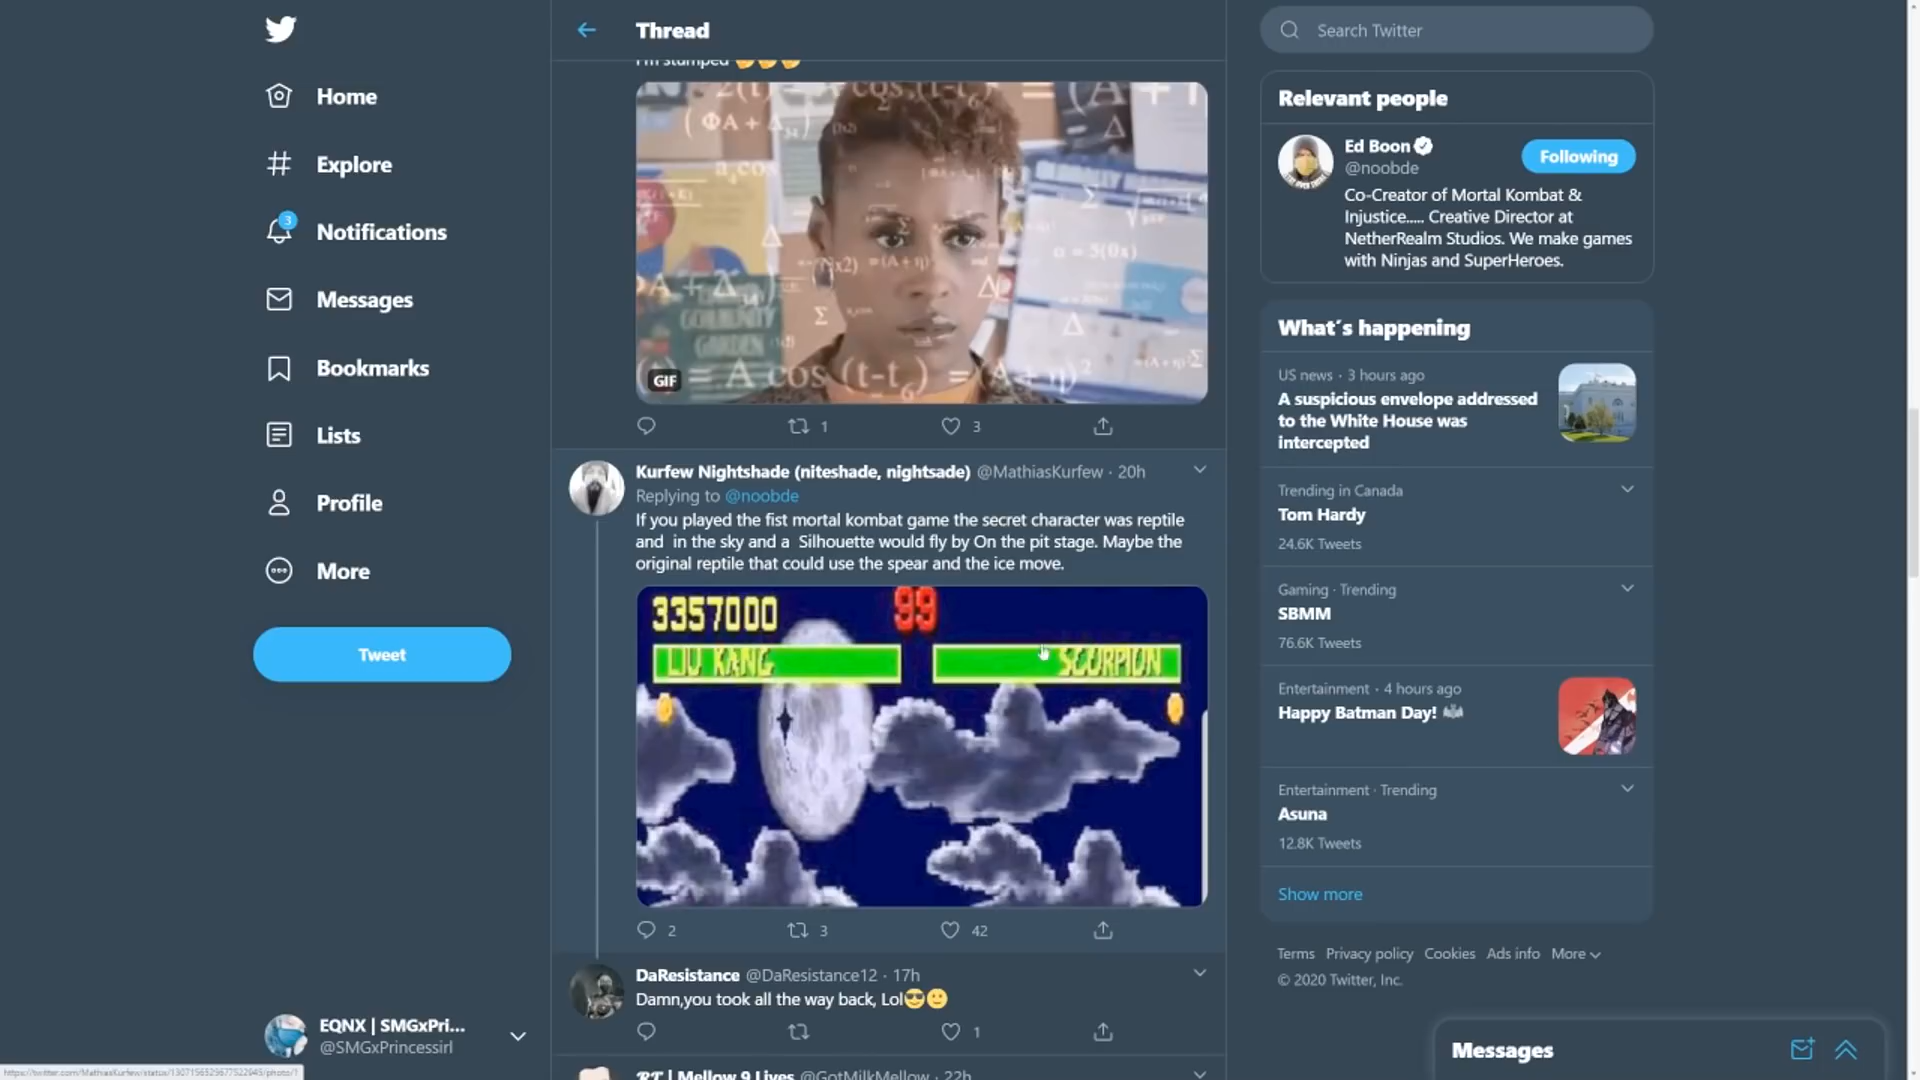 Home
Explore
3
Notifications
Messages
Bookmarks
Lists
Profile
More
Tweet
EQNX | SMGxPri...
@SMGxPrincessirl
Thread
I'm stumped
GIF
1
3
Kurfew Nightshade (niteshade, nightsade) @MathiasKurfew · 20h
Replying to @noobde
If you played the fist mortal kombat game the secret character was reptile
and in the sky and a Silhouette would fly by On the pit stage. Maybe the
original reptile that could use the spear and the ice move.
3357000
99
LIU KANG
SCORPION
2
3
42
DaResistance @DaResistance12 · 17h
Damn,you took all the way back, Lol😎🙂
1
| Mellow 9 Lives @GotMilkMellow · 22h
Search Twitter
Relevant people
Ed Boon
@noobde
Following
Co-Creator of Mortal Kombat &
Injustice..... Creative Director at
NetherRealm Studios. We make games
with Ninjas and SuperHeroes.
What's happening
US news · 3 hours ago
A suspicious envelope addressed
to the White House was
intercepted
Trending in Canada
Tom Hardy
24.6K Tweets
Gaming · Trending
SBMM
76.6K Tweets
Entertainment · 4 hours ago
Happy Batman Day! 🦇
Entertainment · Trending
Asuna
12.8K Tweets
Show more
Terms Privacy policy Cookies Ads info More
© 2020 Twitter, Inc.
Messages